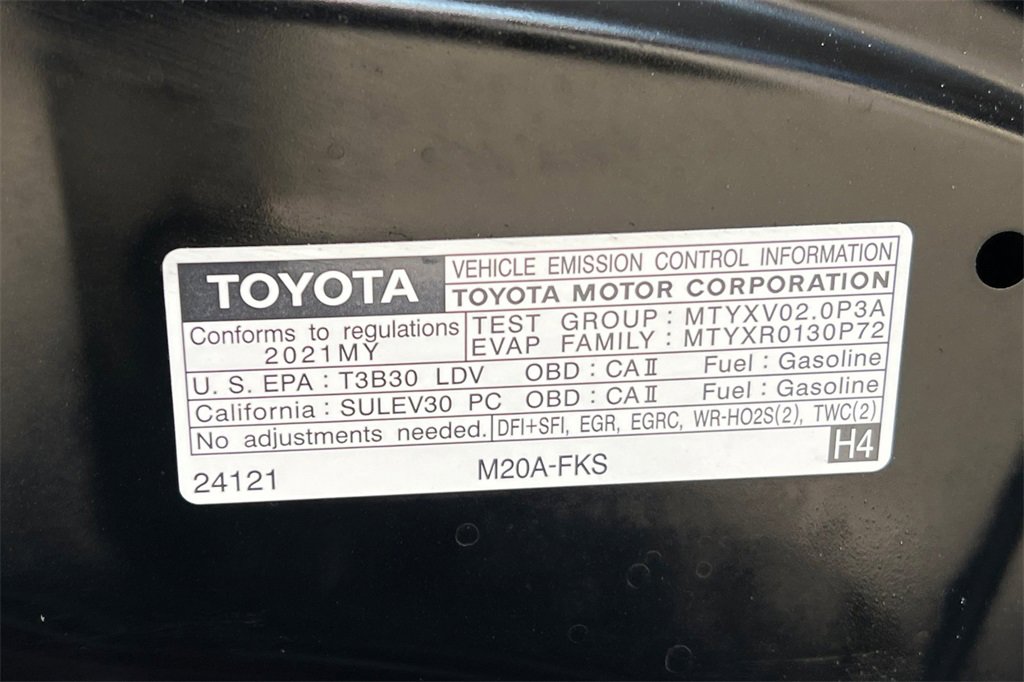 TOYOTA
VEHICLE EMISSION CONTROL INFORMATION
TOYOTA MOTOR CORPORATION
Conforms to regulations
2021MY
TEST GROUP : MTYXV02.0P3A
EVAP FAMILY : MTYXR0130P72
U. S. EPA : T3B30 LDV OBD : CAⅡ Fuel : Gasoline
California : SULEV30 PC OBD : CAⅡ Fuel : Gasoline
No adjustments needed. DFI+SFI, EGR, EGRC, WR-HO2S(2), TWC(2)
24121 M20A-FKS H4